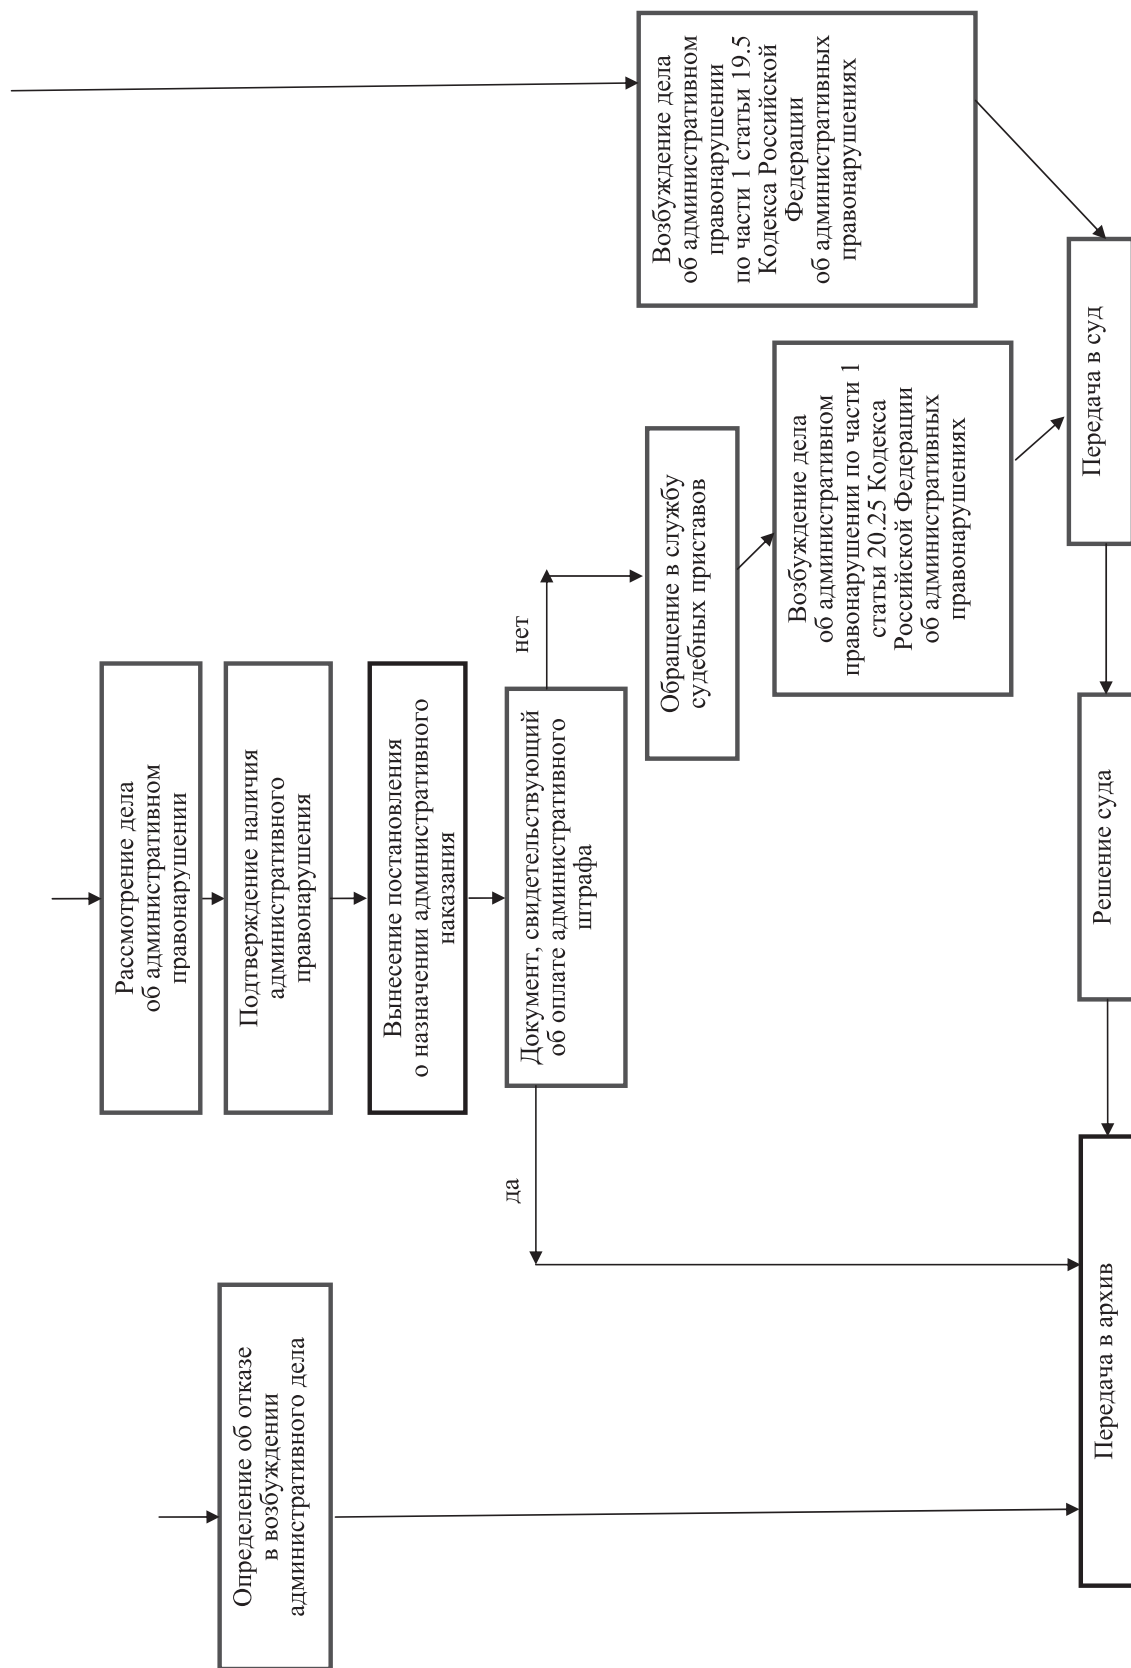 Определение об отказе
в возбуждении
административного дела
Рассмотрение дела
об административном
правонарушении
Подтверждение наличия
административного
правонарушения
Вынесение постановления
о назначении административного
наказания
Документ, свидетельствующий
об оплате административного
штрафа
да
нет
Обращение в службу
судебных приставов
Возбуждение дела
об административном
правонарушении по части 1
статьи 20.25 Кодекса
Российской Федерации
об административных
правонарушениях
Возбуждение дела
об административном
правонарушении
по части 1 статьи 19.5
Кодекса Российской
Федерации
об административных
правонарушениях
Передача в архив
Решение суда
Передача в суд